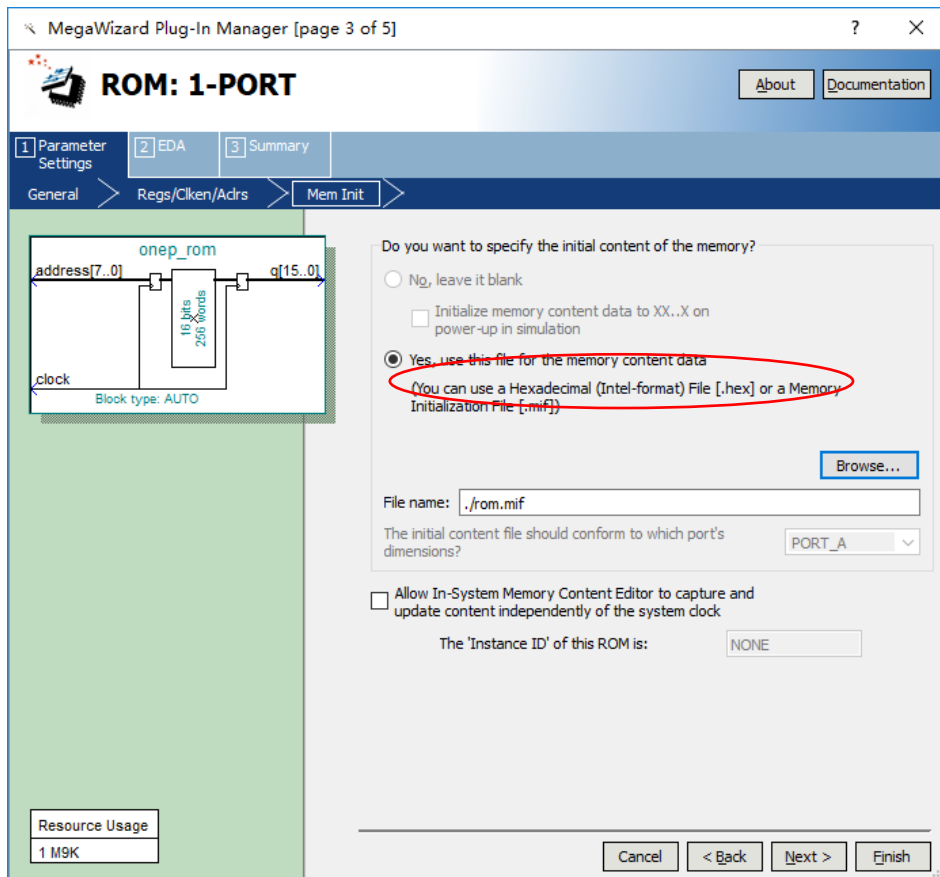 MegaWizard Plug-In Manager [page 3 of 5]
?
ROM: 1-PORT
About
Documentation
1 Parameter
Settings
2 EDA
3 Summary
General
Regs/Clken/Aclrs
Mem Init
onep_rom
address[7..0]
q[15..0]
16 bits
256 words
clock
Block type: AUTO
Do you want to specify the initial content of the memory?
No, leave it blank
Initialize memory content data to XX..X on
power-up in simulation
Yes, use this file for the memory content data
(You can use a Hexadecimal (Intel-format) File [.hex] or a Memory
Initialization File [.mif])
Browse...
File name:
./rom.mif
The initial content file should conform to which port's
dimensions?
PORT_A
Allow In-System Memory Content Editor to capture and
update content independently of the system clock
The 'Instance ID' of this ROM is:
NONE
Resource Usage
1 M9K
Cancel
< Back
Next >
Finish